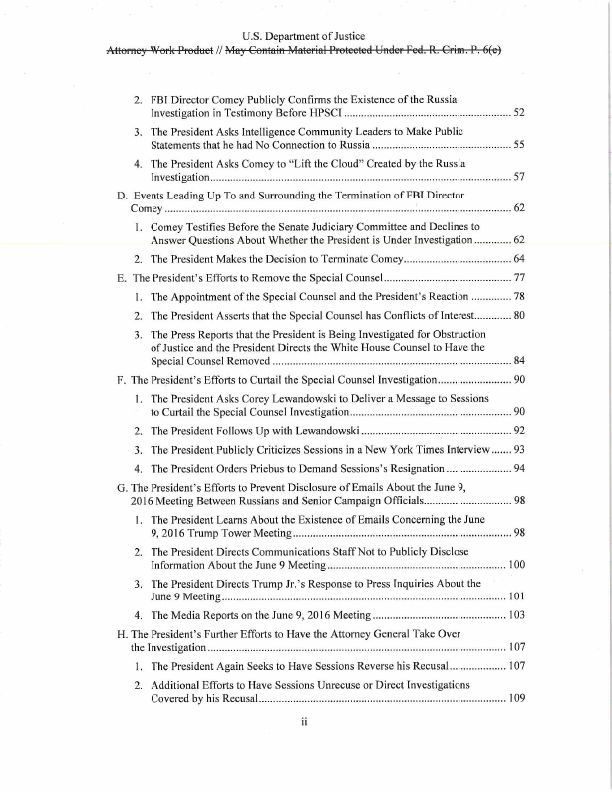 U.S. Department of Justice
Attorney Work Product // May Contain Material Protected Under Fed. R. Crim. P. 6(e)
2. FBI Director Comey Publicly Confirms the Existence of the Russia
Investigation in Testimony Before HPSCI ........................................................... 52
3. The President Asks Intelligence Community Leaders to Make Public
Statements that he had No Connection to Russia ................................................. 55
4. The President Asks Comey to “Lift the Cloud” Created by the Russia
Investigation.......................................................................................................... 57
D. Events Leading Up To and Surrounding the Termination of FBI Director
Comey .......................................................................................................................... 62
1. Comey Testifies Before the Senate Judiciary Committee and Declines to
Answer Questions About Whether the President is Under Investigation ............. 62
2. The President Makes the Decision to Terminate Comey...................................... 64
E. The President’s Efforts to Remove the Special Counsel............................................. 77
1. The Appointment of the Special Counsel and the President’s Reaction .............. 78
2. The President Asserts that the Special Counsel has Conflicts of Interest............. 80
3. The Press Reports that the President is Being Investigated for Obstruction
of Justice and the President Directs the White House Counsel to Have the
Special Counsel Removed .................................................................................... 84
F. The President’s Efforts to Curtail the Special Counsel Investigation.......................... 90
1. The President Asks Corey Lewandowski to Deliver a Message to Sessions
to Curtail the Special Counsel Investigation......................................................... 90
2. The President Follows Up with Lewandowski ..................................................... 92
3. The President Publicly Criticizes Sessions in a New York Times Interview....... 93
4. The President Orders Priebus to Demand Sessions’s Resignation ....................... 94
G. The President’s Efforts to Prevent Disclosure of Emails About the June 9,
2016 Meeting Between Russians and Senior Campaign Officials............................... 98
1. The President Learns About the Existence of Emails Concerning the June
9, 2016 Trump Tower Meeting............................................................................. 98
2. The President Directs Communications Staff Not to Publicly Disclose
Information About the June 9 Meeting............................................................... 100
3. The President Directs Trump Jr.’s Response to Press Inquiries About the
June 9 Meeting.................................................................................................... 101
4. The Media Reports on the June 9, 2016 Meeting ............................................... 103
H. The President’s Further Efforts to Have the Attorney General Take Over
the Investigation......................................................................................................... 107
1. The President Again Seeks to Have Sessions Reverse his Recusal.................... 107
2. Additional Efforts to Have Sessions Unrecuse or Direct Investigations
Covered by his Recusal....................................................................................... 109
ii